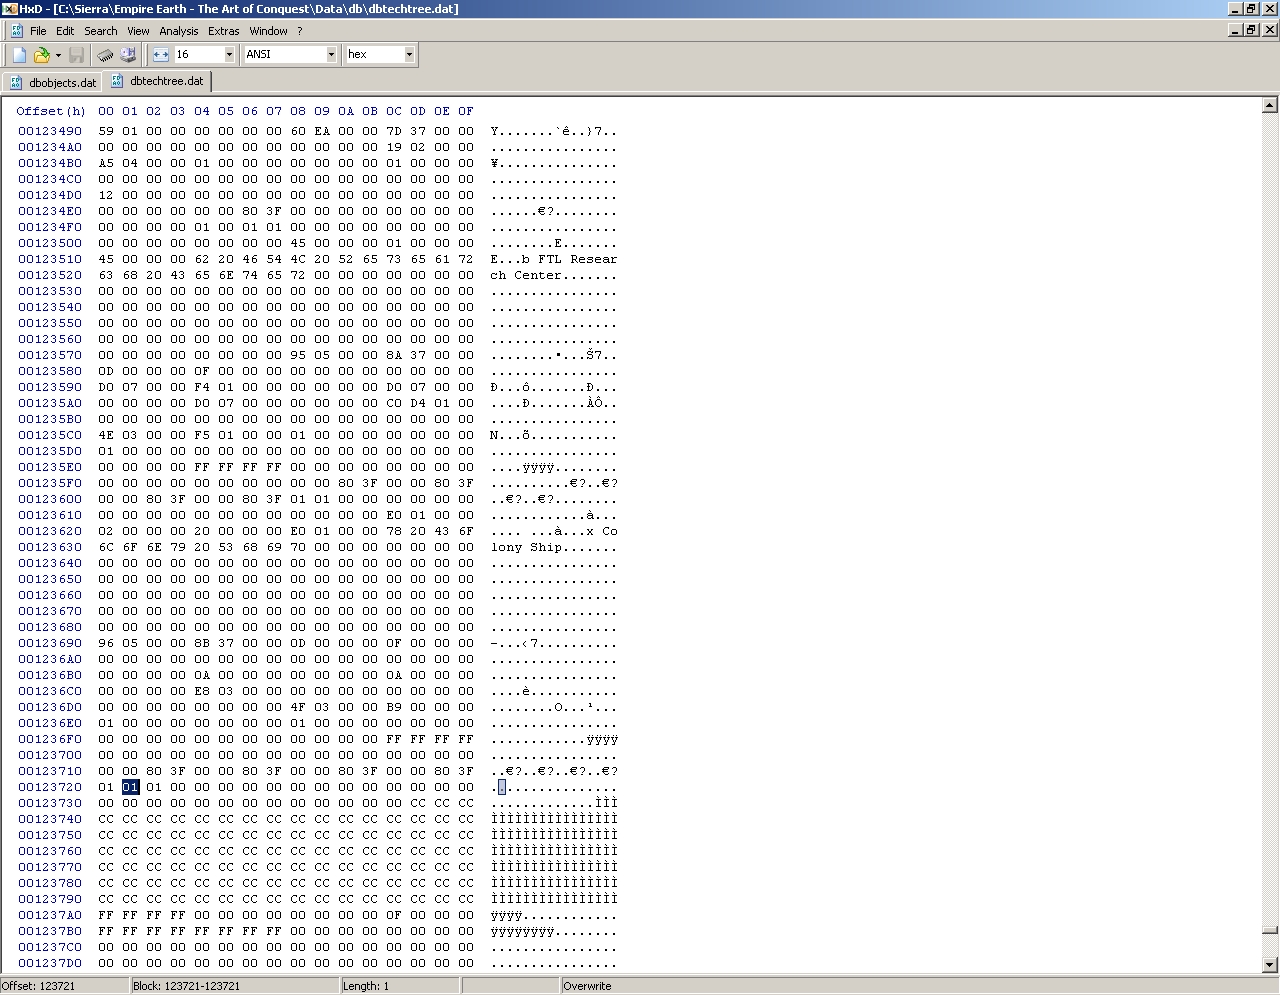 HxD - [C:\Sierra\Empire Earth - The Art of Conquest\Data\db\dbtechtree.dat]
File Edit Search View Analysis Extras Window ?
16 ANSI hex
dbobjects.dat dbtechtree.dat
Offset(h) 00 01 02 03 04 05 06 07 08 09 0A 0B 0C 0D 0E 0F
00123490 59 01 00 00 00 00 00 00 60 EA 00 00 7D 37 00 00 Y.......`ê..}7..
001234A0 00 00 00 00 00 00 00 00 00 00 00 00 19 02 00 00 ................
001234B0 A5 04 00 00 01 00 00 00 00 00 00 00 01 00 00 00 ¥...............
001234C0 00 00 00 00 00 00 00 00 00 00 00 00 00 00 00 00 ................
001234D0 12 00 00 00 00 00 00 00 00 00 00 00 00 00 00 00 ................
001234E0 00 00 00 00 00 00 80 3F 00 00 00 00 00 00 00 00 ......€?........
001234F0 00 00 00 00 01 00 01 01 00 00 00 00 00 00 00 00 ................
00123500 00 00 00 00 00 00 00 00 45 00 00 00 01 00 00 00 ........E.......
00123510 45 00 00 00 62 20 46 54 4C 20 52 65 73 65 61 72 E...b FTL Resear
00123520 63 68 20 43 65 6E 74 65 72 00 00 00 00 00 00 00 ch Center.......
00123530 00 00 00 00 00 00 00 00 00 00 00 00 00 00 00 00 ................
00123540 00 00 00 00 00 00 00 00 00 00 00 00 00 00 00 00 ................
00123550 00 00 00 00 00 00 00 00 00 00 00 00 00 00 00 00 ................
00123560 00 00 00 00 00 00 00 00 00 00 00 00 00 00 00 00 ................
00123570 00 00 00 00 00 00 00 00 95 05 00 00 8A 37 00 00 ........•...Š7..
00123580 0D 00 00 00 0F 00 00 00 00 00 00 00 00 00 00 00 ................
00123590 D0 07 00 00 F4 01 00 00 00 00 00 00 D0 07 00 00 Ð...ô.......Ð...
001235A0 00 00 00 00 D0 07 00 00 00 00 00 00 C0 D4 01 00 ....Ð.......ÀÔ..
001235B0 00 00 00 00 00 00 00 00 00 00 00 00 00 00 00 00 ................
001235C0 4E 03 00 00 F5 01 00 00 01 00 00 00 00 00 00 00 N...õ...........
001235D0 01 00 00 00 00 00 00 00 00 00 00 00 00 00 00 00 ................
001235E0 00 00 00 00 FF FF FF FF 00 00 00 00 00 00 00 00 ....ÿÿÿÿ........
001235F0 00 00 00 00 00 00 00 00 00 00 80 3F 00 00 80 3F ..........€?..€?
00123600 00 00 80 3F 00 00 80 3F 01 01 00 00 00 00 00 00 ..€?..€?........
00123610 00 00 00 00 00 00 00 00 00 00 00 00 E0 01 00 00 ............à...
00123620 02 00 00 00 20 00 00 00 E0 01 00 00 78 20 43 6F .... ...à...x Co
00123630 6C 6F 6E 79 20 53 68 69 70 00 00 00 00 00 00 00 lony Ship.......
00123640 00 00 00 00 00 00 00 00 00 00 00 00 00 00 00 00 ................
00123650 00 00 00 00 00 00 00 00 00 00 00 00 00 00 00 00 ................
00123660 00 00 00 00 00 00 00 00 00 00 00 00 00 00 00 00 ................
00123670 00 00 00 00 00 00 00 00 00 00 00 00 00 00 00 00 ................
00123680 00 00 00 00 00 00 00 00 00 00 00 00 00 00 00 00 ................
00123690 96 05 00 00 8B 37 00 00 0D 00 00 00 0F 00 00 00 –...‹7..........
001236A0 00 00 00 00 00 00 00 00 00 00 00 00 00 00 00 00 ................
001236B0 00 00 00 00 0A 00 00 00 00 00 00 00 0A 00 00 00 ................
001236C0 00 00 00 00 E8 03 00 00 00 00 00 00 00 00 00 00 ....è...........
001236D0 00 00 00 00 00 00 00 00 4F 03 00 00 B9 00 00 00 ........O...¹...
001236E0 01 00 00 00 00 00 00 00 01 00 00 00 00 00 00 00 ................
001236F0 00 00 00 00 00 00 00 00 00 00 00 00 FF FF FF FF ............ÿÿÿÿ
00123700 00 00 00 00 00 00 00 00 00 00 00 00 00 00 00 00 ................
00123710 00 00 80 3F 00 00 80 3F 00 00 80 3F 00 00 80 3F ..€?..€?..€?..€?
00123720 01 01 01 00 00 00 00 00 00 00 00 00 00 00 00 00 ................
00123730 00 00 00 00 00 00 00 00 00 00 00 00 00 CC CC CC .............ÌÌÌ
00123740 CC CC CC CC CC CC CC CC CC CC CC CC CC CC CC CC ÌÌÌÌÌÌÌÌÌÌÌÌÌÌÌÌ
00123750 CC CC CC CC CC CC CC CC CC CC CC CC CC CC CC CC ÌÌÌÌÌÌÌÌÌÌÌÌÌÌÌÌ
00123760 CC CC CC CC CC CC CC CC CC CC CC CC CC CC CC CC ÌÌÌÌÌÌÌÌÌÌÌÌÌÌÌÌ
00123770 CC CC CC CC CC CC CC CC CC CC CC CC CC CC CC CC ÌÌÌÌÌÌÌÌÌÌÌÌÌÌÌÌ
00123780 CC CC CC CC CC CC CC CC CC CC CC CC CC CC CC CC ÌÌÌÌÌÌÌÌÌÌÌÌÌÌÌÌ
00123790 CC CC CC CC CC CC CC CC CC CC CC CC CC CC CC CC ÌÌÌÌÌÌÌÌÌÌÌÌÌÌÌÌ
001237A0 FF FF FF FF 00 00 00 00 00 00 00 00 0F 00 00 00 ÿÿÿÿ............
001237B0 FF FF FF FF FF FF FF FF 00 00 00 00 00 00 00 00 ÿÿÿÿÿÿÿÿ........
001237C0 00 00 00 00 00 00 00 00 00 00 00 00 00 00 00 00 ................
001237D0 00 00 00 00 00 00 00 00 00 00 00 00 00 00 00 00 ................
Offset: 123721 Block: 123721-123721 Length: 1 Overwrite